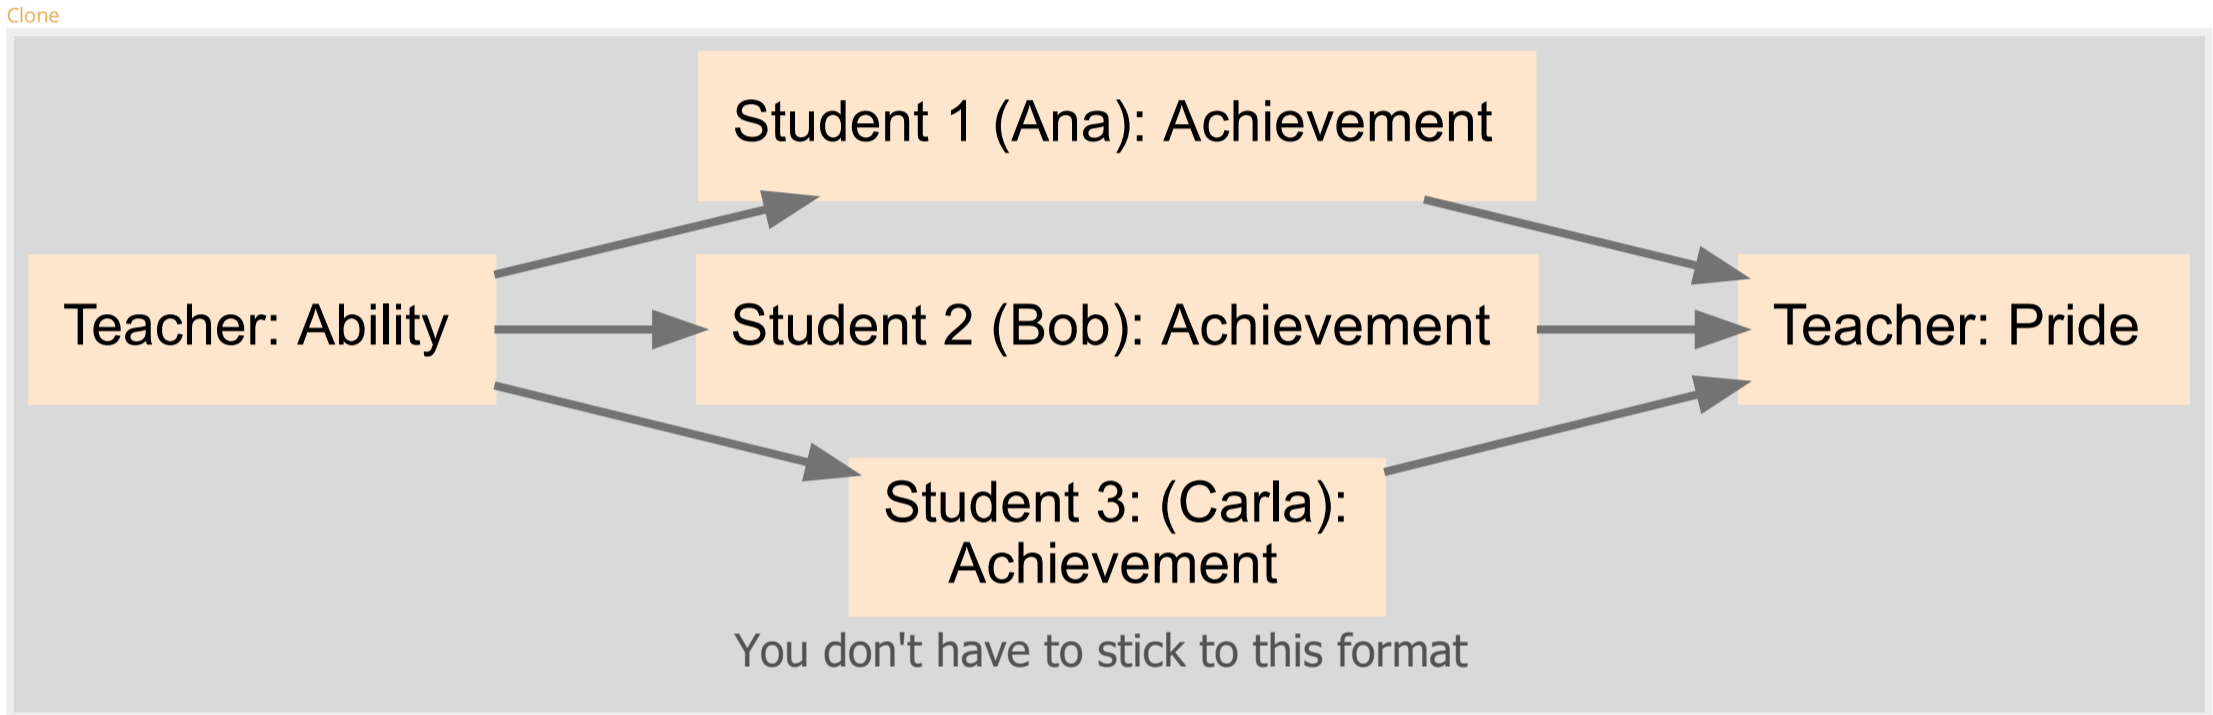 Clone
Student 1 (Ana): Achievement
Teacher: Ability
Student 2 (Bob): Achievement
Teacher: Pride
Student 3: (Carla):
Achievement
You don't have to stick to this format